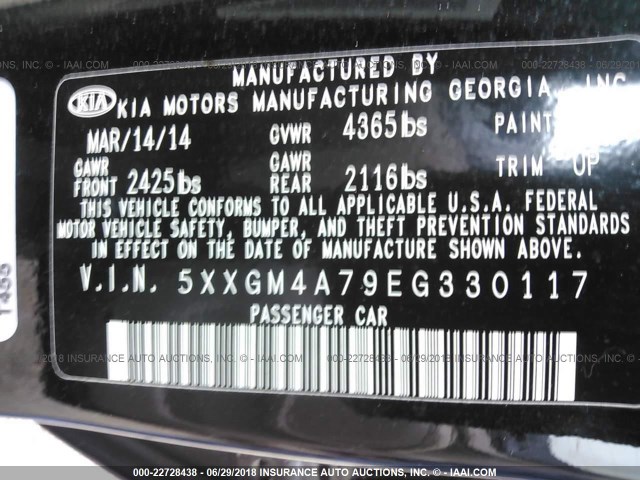 MANUFACTURED BY
KIA KIA MOTORS MANUFACTURING GEORGIA, INC
MAR/14/14 GVWR 4365lbs PAINT
GAWR FRONT 2425lbs GAWR REAR 2116lbs TRIM UP
THIS VEHICLE CONFORMS TO ALL APPLICABLE U.S.A. FEDERAL
MOTOR VEHICLE SAFETY, BUMPER, AND THEFT PREVENTION STANDARDS
IN EFFECT ON THE DATE OF MANUFACTURE SHOWN ABOVE.
V.I.N. 5XXGM4A79EG330117
PASSENGER CAR
1455
000-22728438 - 06/29/2018 INSURANCE AUTO AUCTIONS, INC. - © IAAI.COM